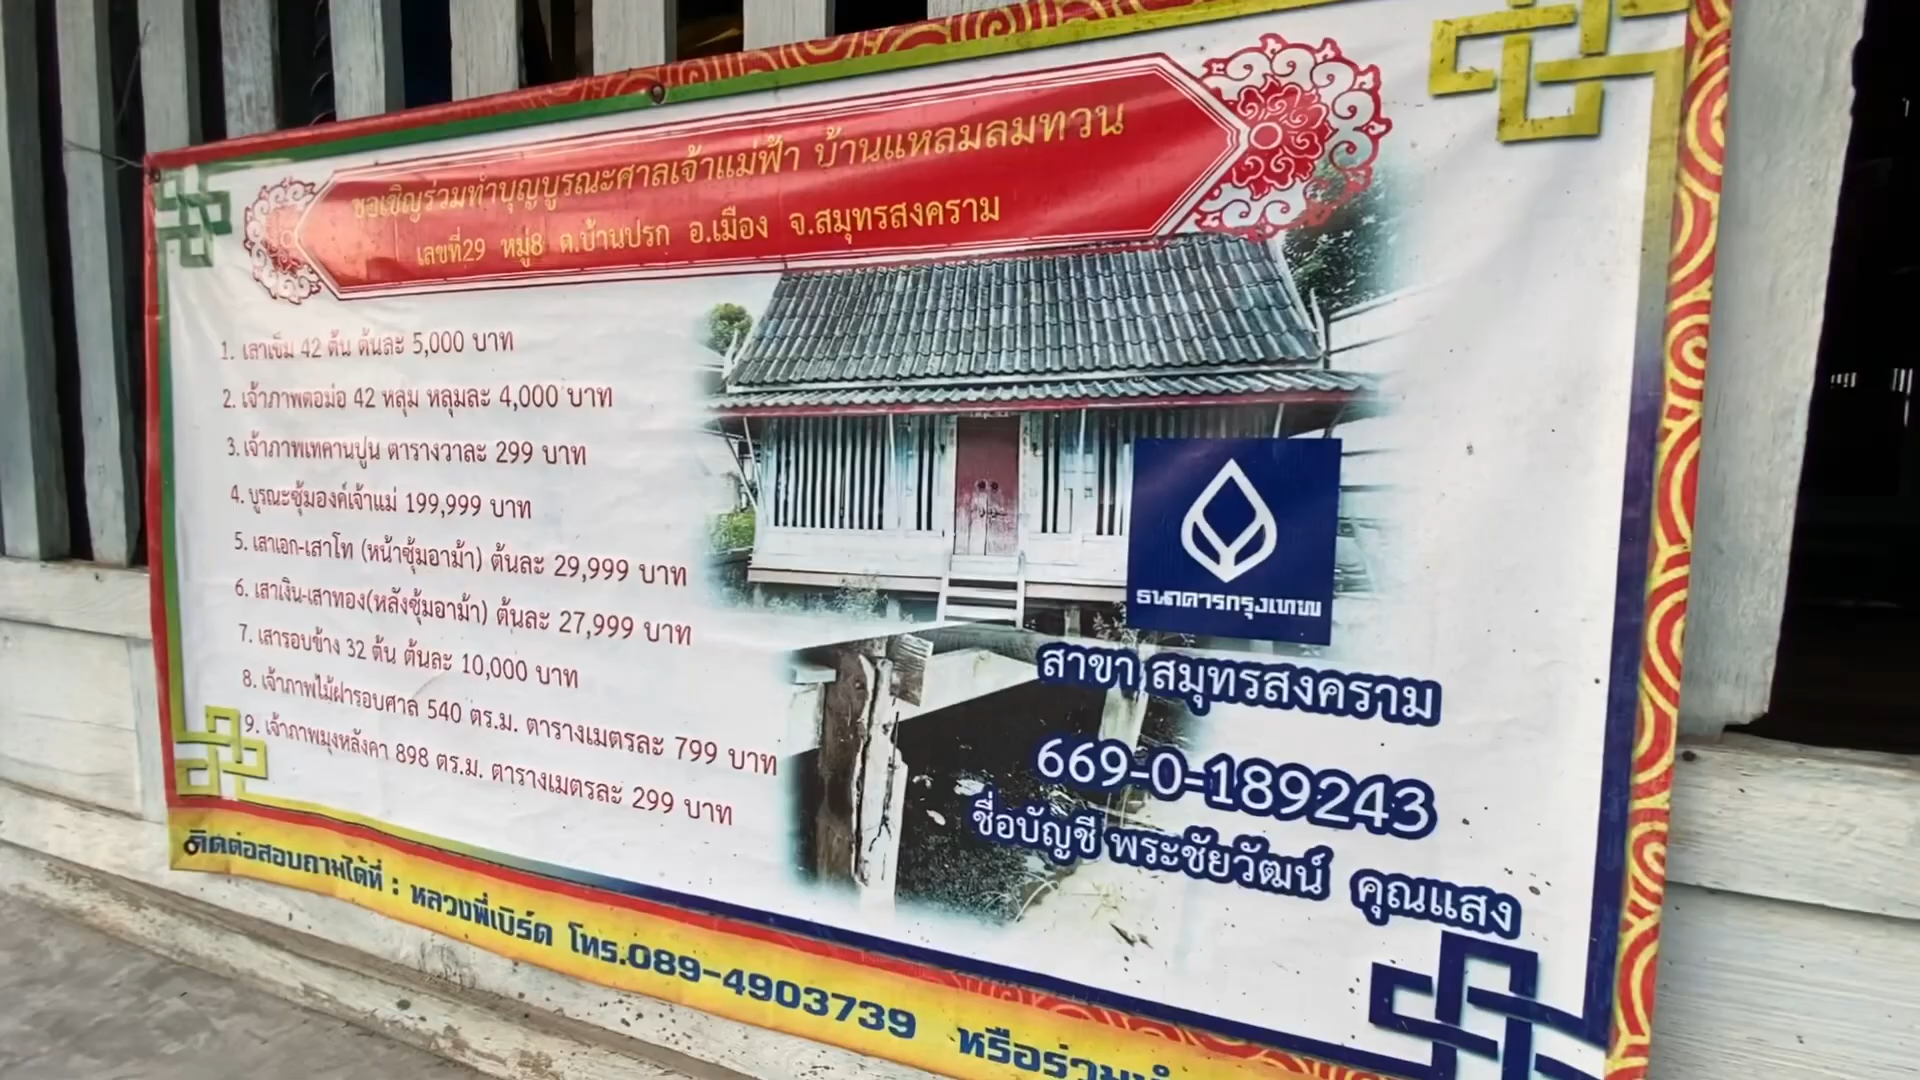 ขอเชิญร่วมทำบุญบูรณะศาลเจ้าแม่ฟ้า บ้านแหลมลมทวน
เลขที่29 หมู่8 ต.บ้านปรก อ.เมือง จ.สมุทรสงคราม
1. เสาเข็ม 42 ต้น ต้นละ 5,000 บาท
2. เจ้าภาพตอม่อ 42 หลุม หลุมละ 4,000 บาท
3. เจ้าภาพเทคานปูน ตารางวาละ 299 บาท
4. บูรณะซุ้มองค์เจ้าแม่ 199,999 บาท
5. เสาเอก-เสาโท (หน้าซุ้มอาม้า) ต้นละ 29,999 บาท
6. เสาเงิน-เสาทอง(หลังซุ้มอาม้า) ต้นละ 27,999 บาท
7. เสารอบข้าง 32 ต้น ต้นละ 10,000 บาท
8. เจ้าภาพไม้ฝารอบศาล 540 ตร.ม. ตารางเมตรละ 799 บาท
9. เจ้าภาพมุงหลังคา 898 ตร.ม. ตารางเมตรละ 299 บาท
ธนาคารกรุงเทพ
สาขา สมุทรสงคราม
669-0-189243
ชื่อบัญชี พระชัยวัฒน์ คุณแสง
ติดต่อสอบถามได้ที่ : หลวงพี่เบิร์ด โทร.089-4903739 หรือร่วมทำ